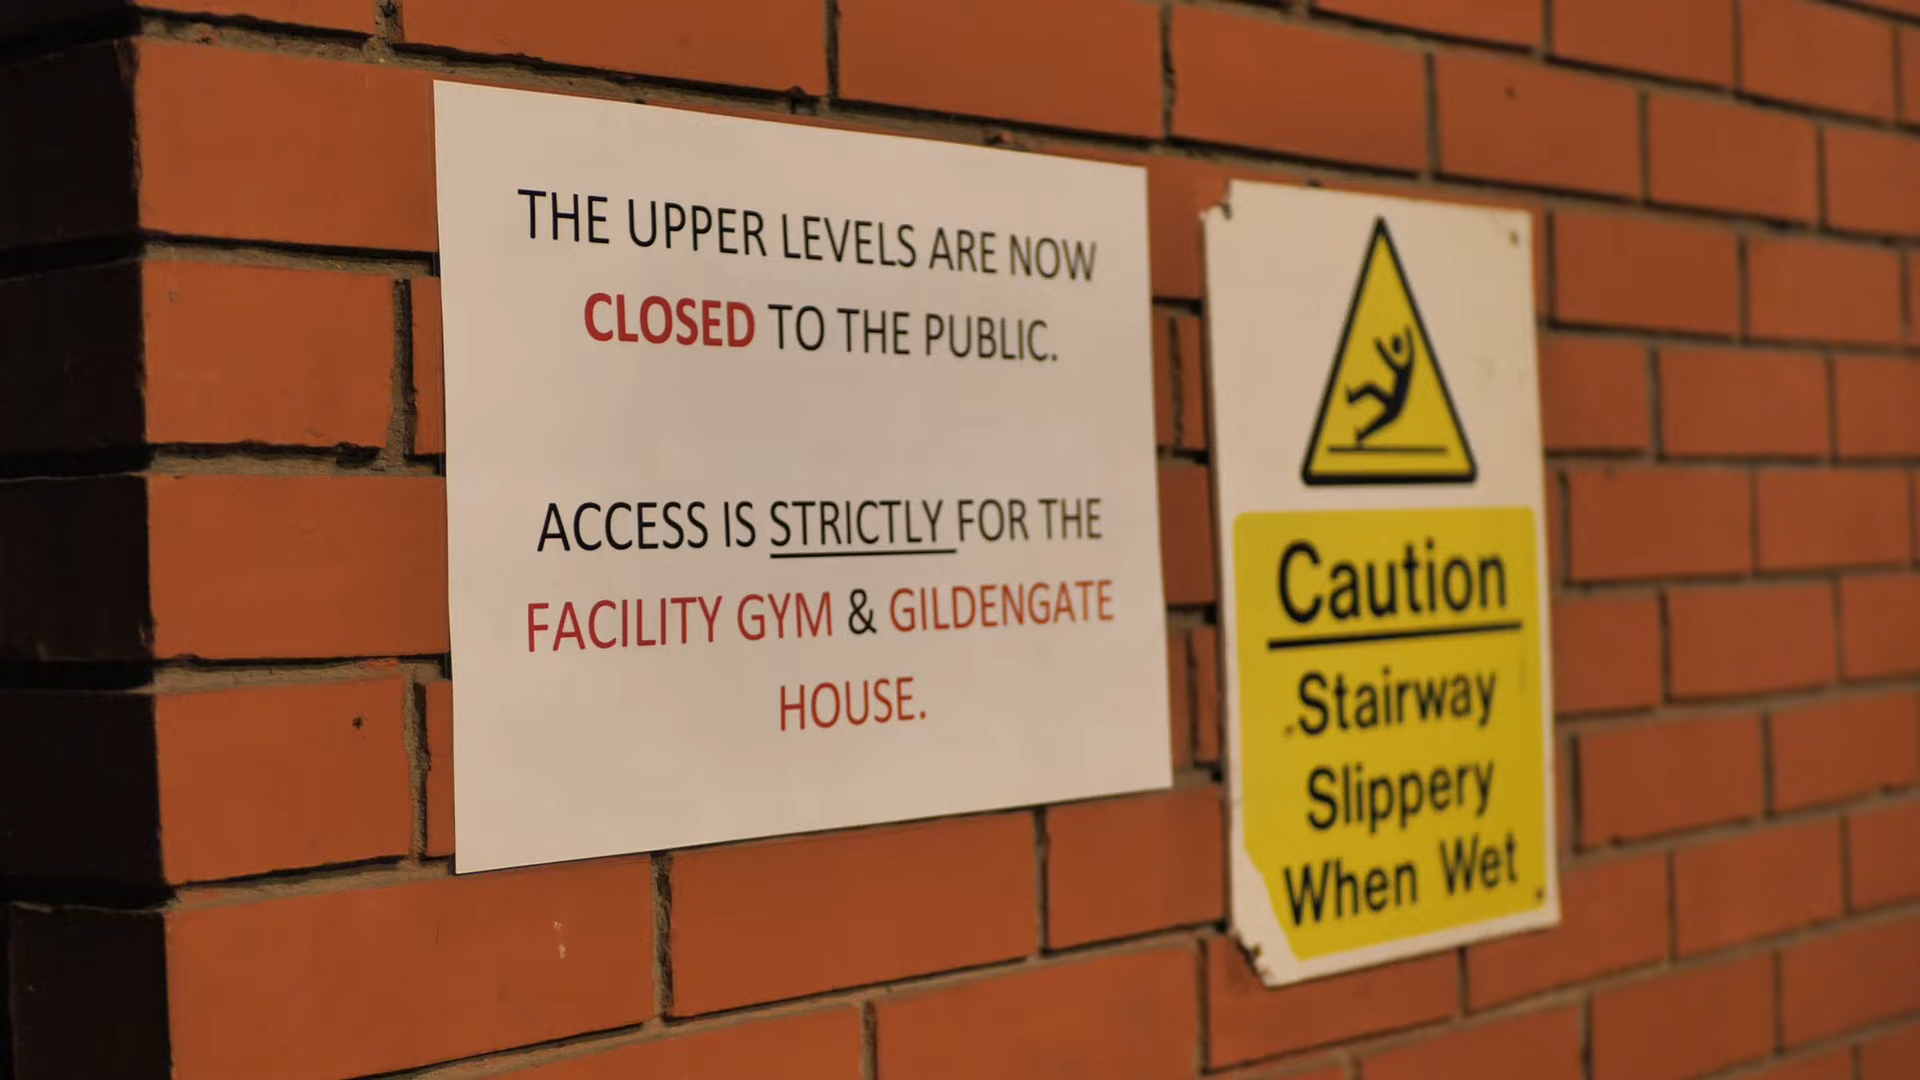 THE UPPER LEVELS ARE NOW
CLOSED TO THE PUBLIC.
ACCESS IS STRICTLY FOR THE
FACILITY GYM & GILDENGATE
HOUSE.
Caution
Stairway
Slippery
When Wet